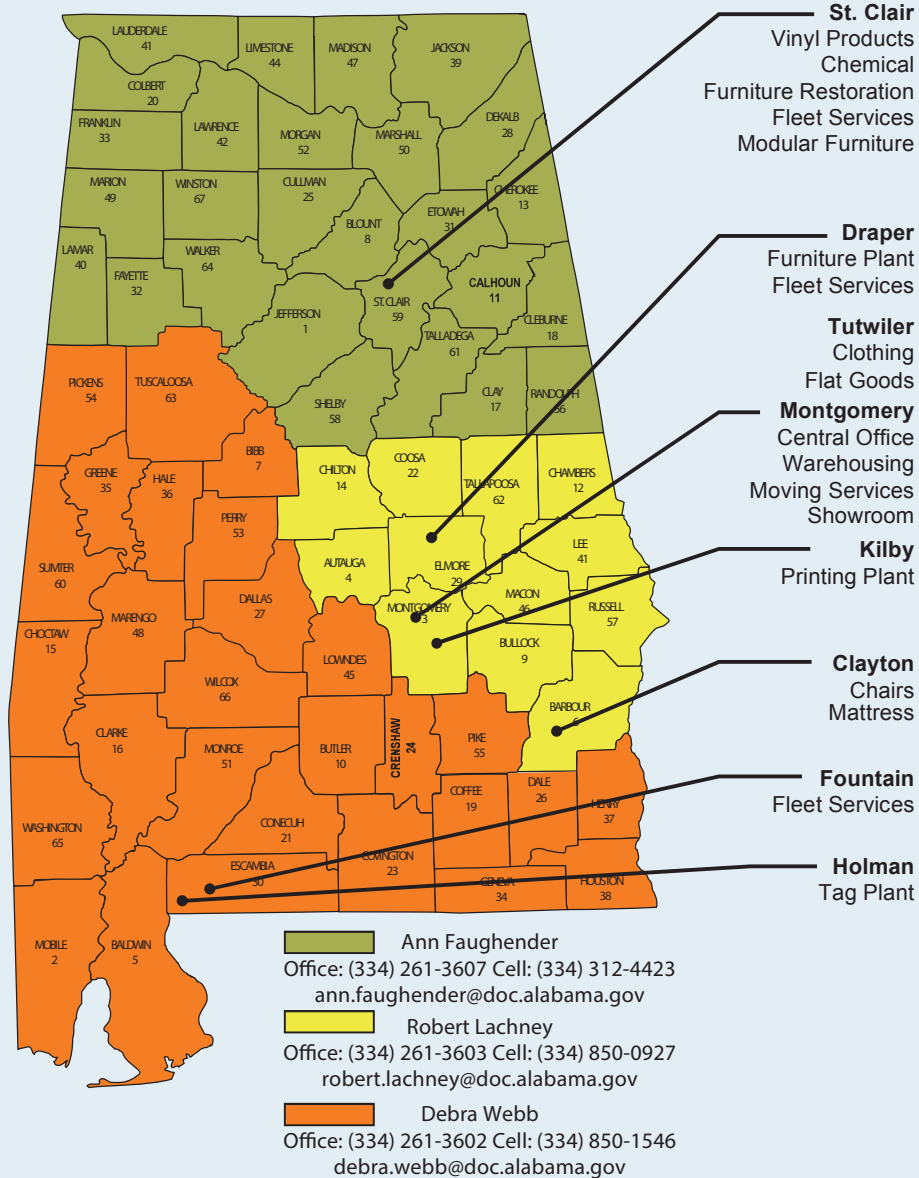 LAUDERDALE
41
LIMESTONE
44
MADISON
47
JACKSON
39
COLBERT
20
FRANKLIN
33
LAWRENCE
42
MORGAN
52
MARSHALL
50
DEKALB
28
MARION
49
WINSTON
67
CULLMAN
25
CHEROKEE
13
ETOWAH
31
BLOUNT
8
LAMAR
40
FAYETTE
32
WALKER
64
CALHOUN
11
JEFFERSON
1
ST. CLAIR
59
CLEBURNE
18
TALLADEGA
61
SHELBY
58
CLAY
17
RANDOLPH
56
PICKENS
54
TUSCALOOSA
63
BIBB
7
GREENE
35
HALE
36
CHILTON
14
COOSA
22
TALLAPOOSA
62
CHAMBERS
12
PERRY
53
SUMTER
60
AUTAUGA
4
ELMORE
29
LEE
41
MACON
46
RUSSELL
57
DALLAS
27
MARENGO
48
MONTGOMERY
3
CHOCTAW
15
BULLOCK
9
LOWNDES
45
WILCOX
66
BARBOUR
6
CLARKE
16
MONROE
51
BUTLER
10
CRENSHAW
24
PIKE
55
COFFEE
19
DALE
26
HENRY
37
WASHINGTON
65
CONECUH
21
COVINGTON
23
ESCAMBIA
30
GENEVA
34
HOUSTON
38
MOBILE
2
BALDWIN
5
St. Clair
Vinyl Products
Chemical
Furniture Restoration
Fleet Services
Modular Furniture
Draper
Furniture Plant
Fleet Services
Tutwiler
Clothing
Flat Goods
Montgomery
Central Office
Warehousing
Moving Services
Showroom
Kilby
Printing Plant
Clayton
Chairs
Mattress
Fountain
Fleet Services
Holman
Tag Plant
Ann Faughender
Office: (334) 261-3607 Cell: (334) 312-4423
ann.faughender@doc.alabama.gov
Robert Lachney
Office: (334) 261-3603 Cell: (334) 850-0927
robert.lachney@doc.alabama.gov
Debra Webb
Office: (334) 261-3602 Cell: (334) 850-1546
debra.webb@doc.alabama.gov